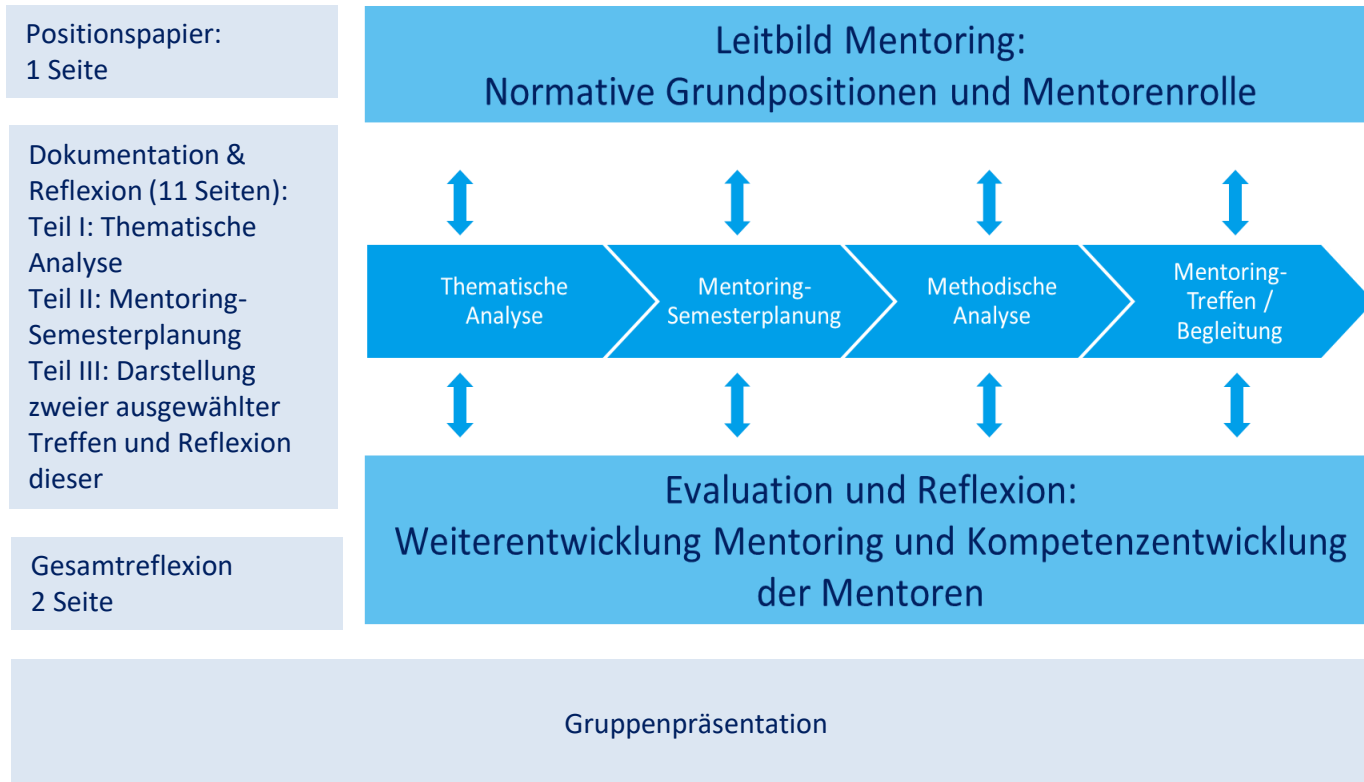 Positionspapier:
1 Seite
Leitbild Mentoring:
Normative Grundpositionen und Mentorenrolle
Dokumentation &
Reflexion (11 Seiten):
Teil I: Thematische
Analyse
Teil II: Mentoring-
Semesterplanung
Teil III: Darstellung
zweier ausgewählter
Treffen und Reflexion
dieser
Thematische
Analyse
Mentoring-
Semesterplanung
Methodische
Analyse
Mentoring-
Treffen /
Begleitung
Evaluation und Reflexion:
Weiterentwicklung Mentoring und Kompetenzentwicklung
der Mentoren
Gesamtreflexion
2 Seite
Gruppenpräsentation